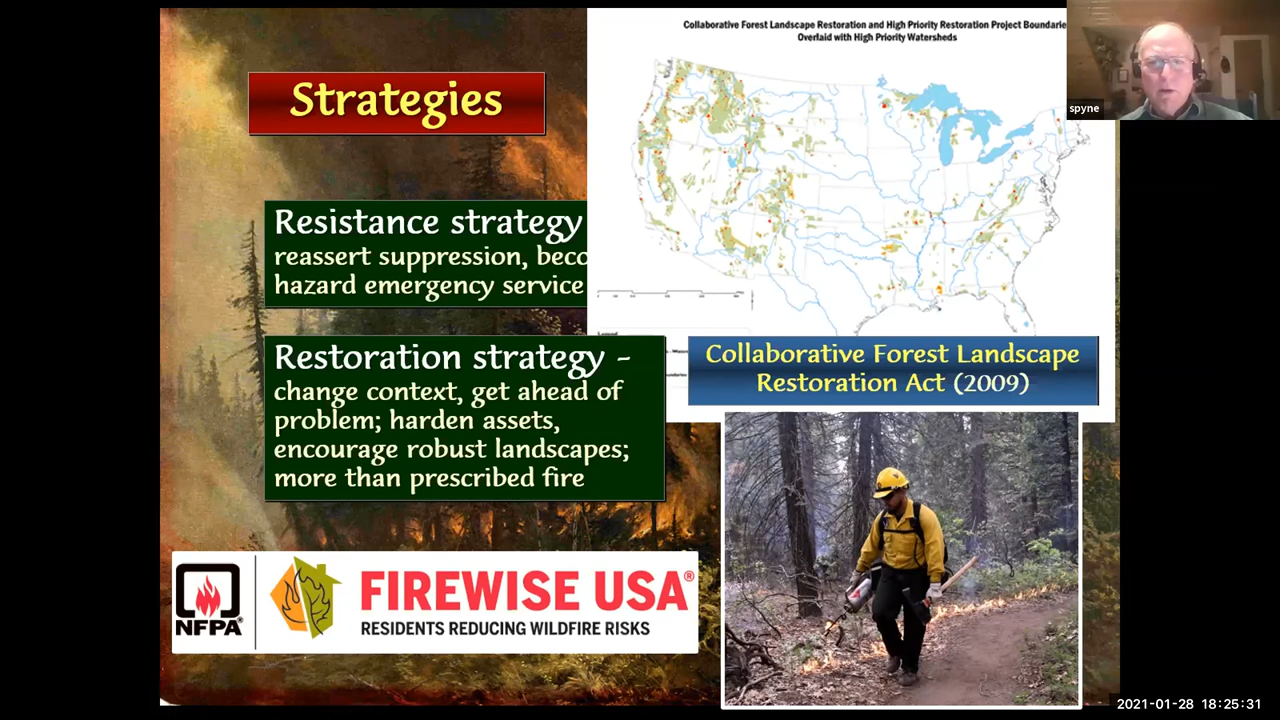 Collaborative Forest Landscape Restoration and High Priority Restoration Project Boundarie
Overlaid with High Priority Watersheds
spyne
Strategies
Resistance strategy
reassert suppression, beco
hazard emergency service
Restoration strategy –
change context, get ahead of
problem; harden assets,
encourage robust landscapes;
more than prescribed fire
Collaborative Forest Landscape
Restoration Act (2009)
NFPA®
FIREWISE USA®
RESIDENTS REDUCING WILDFIRE RISKS
2021-01-28 18:25:31